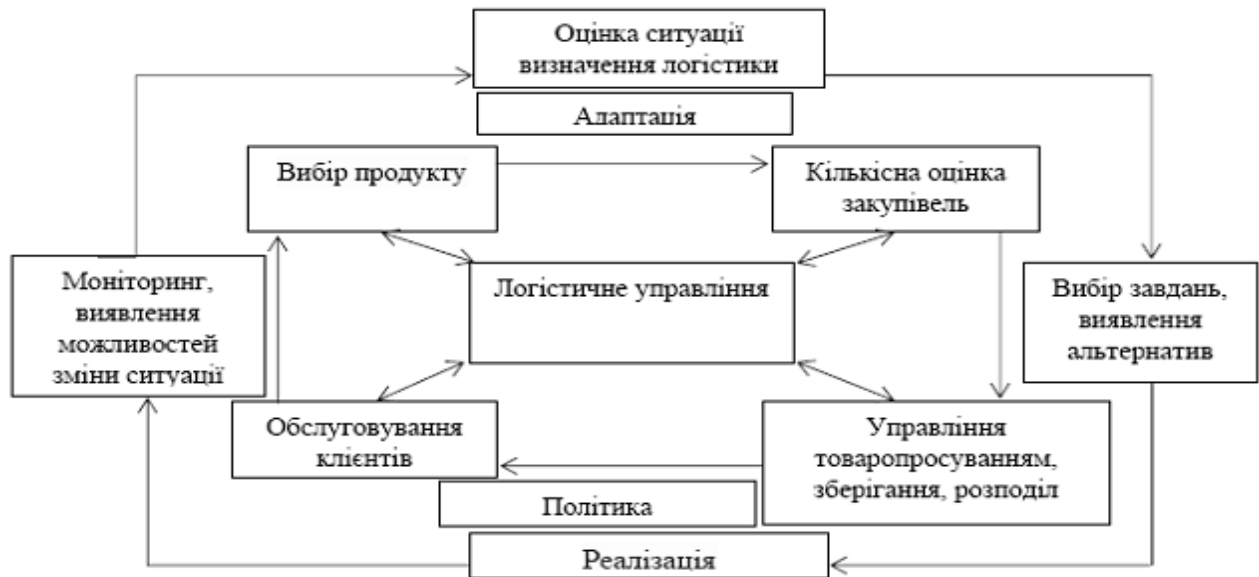 Оцінка ситуації
визначення логістики
Адаптація
Вибір продукту
Кількісна оцінка
закупівель
Моніторинг,
виявлення
можливостей
зміни ситуації
Логістичне управління
Вибір завдань,
виявлення
альтернатив
Обслуговування
клієнтів
Управління
товаропросуванням,
зберігання, розподіл
Політика
Реалізація